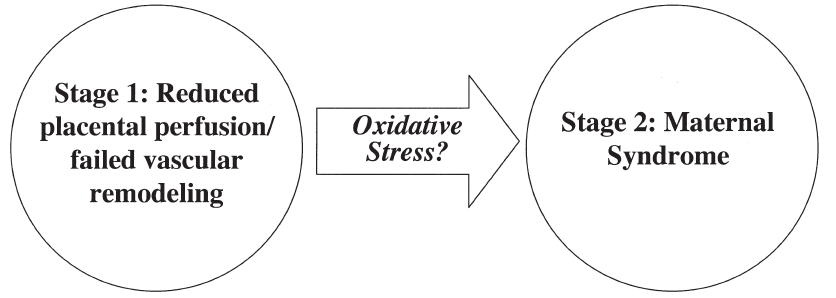 Stage 1: Reduced
placental perfusion/
failed vascular
remodeling
Oxidative
Stress?
Stage 2: Maternal
Syndrome